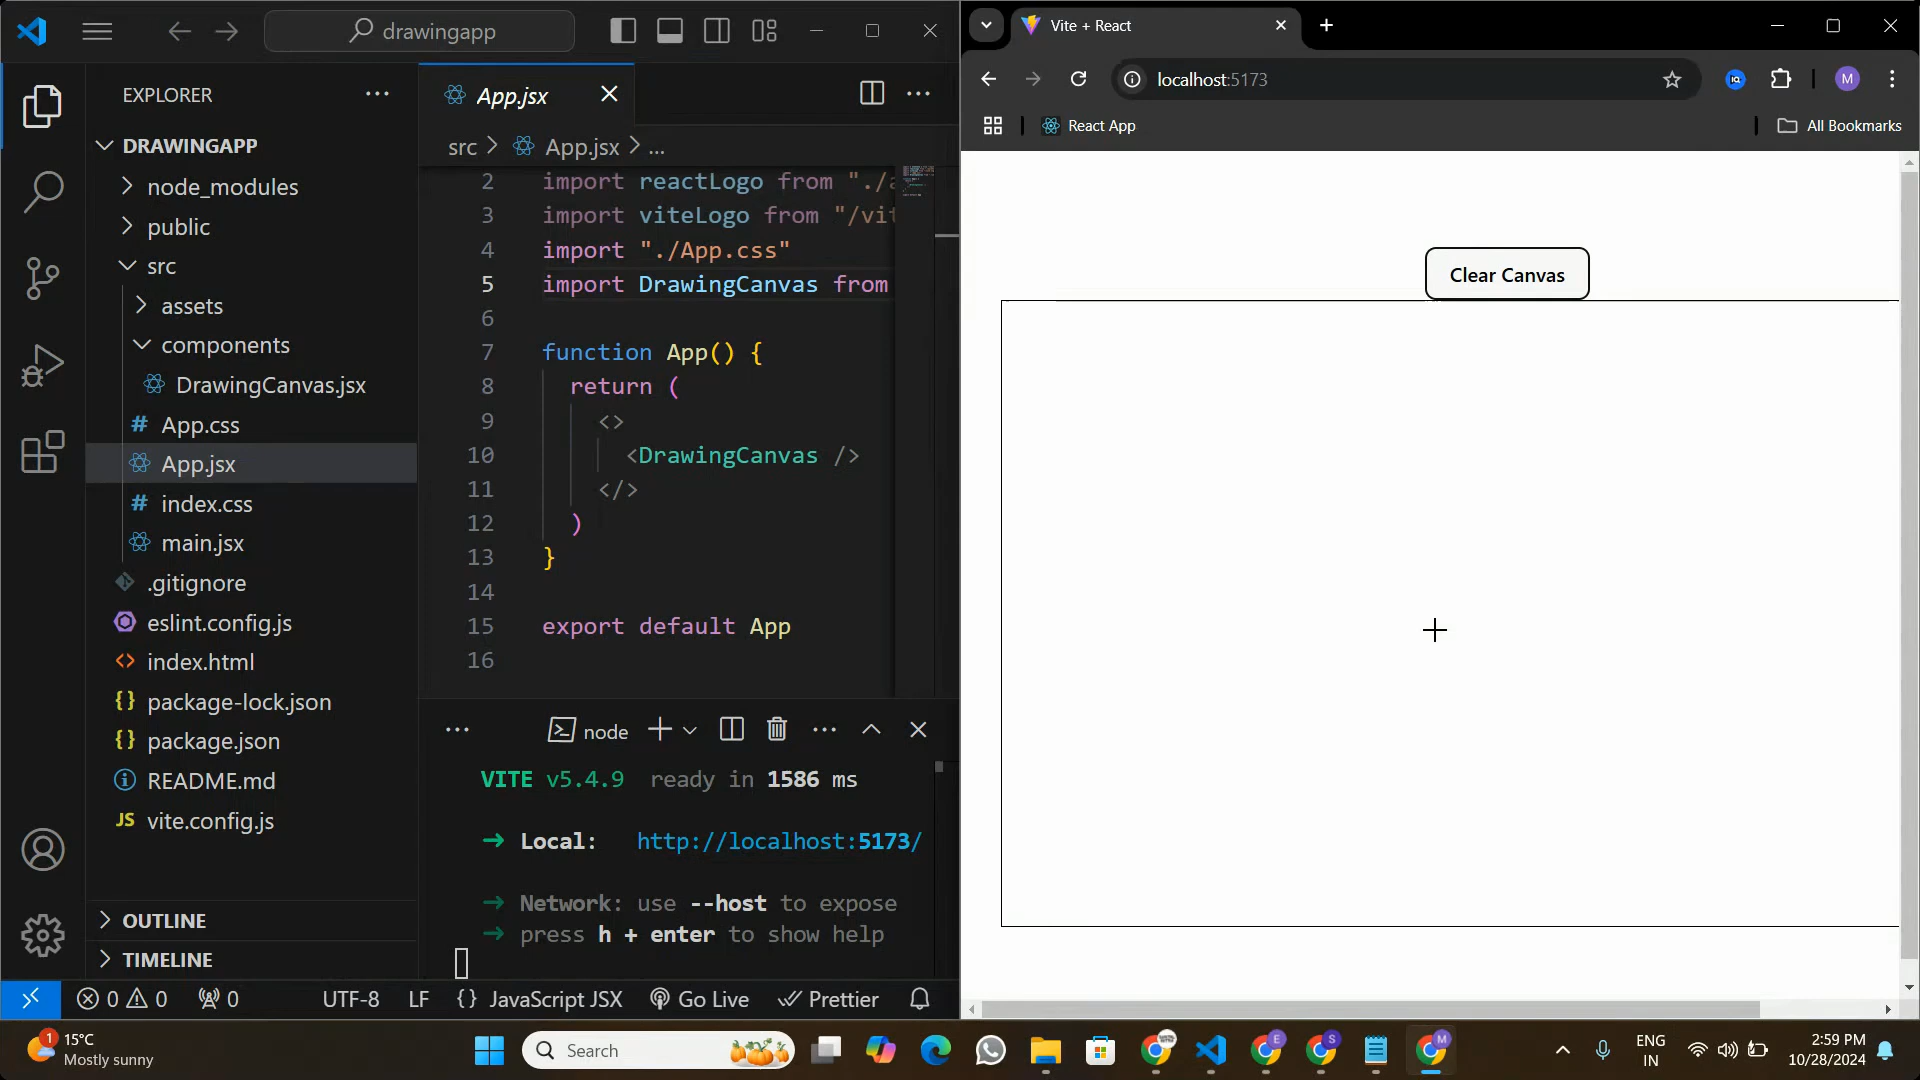 drawingapp
EXPLORER
DRAWINGAPP
node_modules
public
src
assets
components
DrawingCanvas.jsx
App.css
App.jsx
index.css
main.jsx
.gitignore
eslint.config.js
index.html
package-lock.json
package.json
README.md
JS vite.config.js
OUTLINE
TIMELINE
App.jsx
src > App.jsx > ...
2 import reactLogo from "./a
3 import viteLogo from "/vit
4 import "./App.css"
5 import DrawingCanvas from
6
7 function App() {
8 return (
9 <>
10 <DrawingCanvas />
11 </>
12 )
13 }
14
15 export default App
16
node
VITE v5.4.9 ready in 1586 ms
➜ Local: http://localhost:5173/
➜ Network: use --host to expose
➜ press h + enter to show help
0 0 0 UTF-8 LF {} JavaScript JSX Go Live Prettier
Vite + React
localhost:5173
M
React App
All Bookmarks
Clear Canvas
1
15°C
Mostly sunny
Search
E
S
M
ENG
IN
2:59 PM
10/28/2024